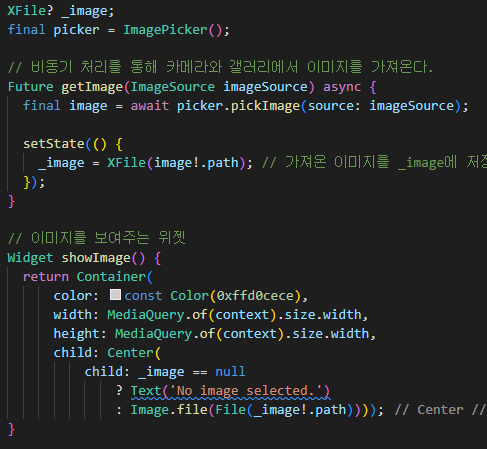 XFile? _image;
final picker = ImagePicker();

// 비동기 처리를 통해 카메라와 갤러리에서 이미지를 가져온다.
Future getImage(ImageSource imageSource) async {
  final image = await picker.pickImage(source: imageSource);

  setState(() {
    _image = XFile(image!.path); // 가져온 이미지를 _image에
  });
}

// 이미지를 보여주는 위젯
Widget showImage() {
  return Container(
      color: const Color(0xffd0cece),
      width: MediaQuery.of(context).size.width,
      height: MediaQuery.of(context).size.width,
      child: Center(
          child: _image == null
              ? Text('No image selected.')
              : Image.file(File(_image!.path)))); // Center //
}